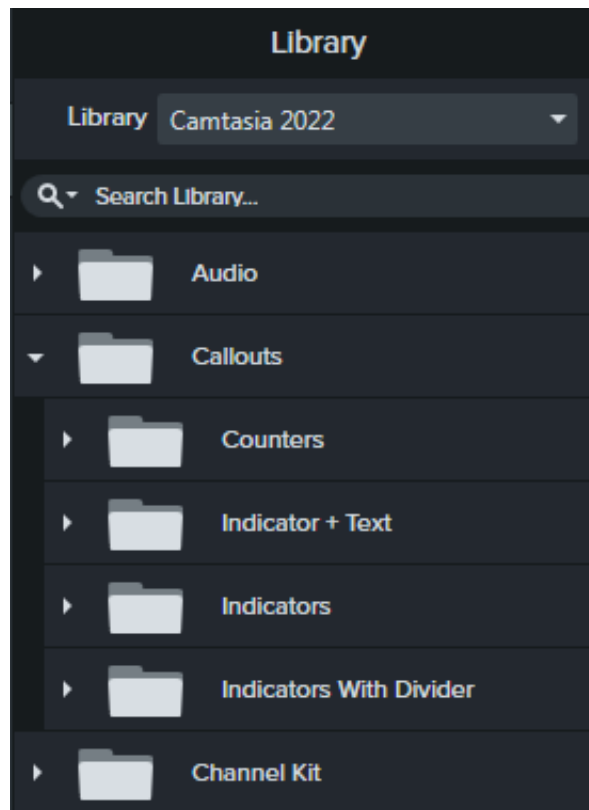 Library
Library Camtasia 2022
Search Library...
Audio
Callouts
Counters
Indicator + Text
Indicators
Indicators With Divider
Channel Kit